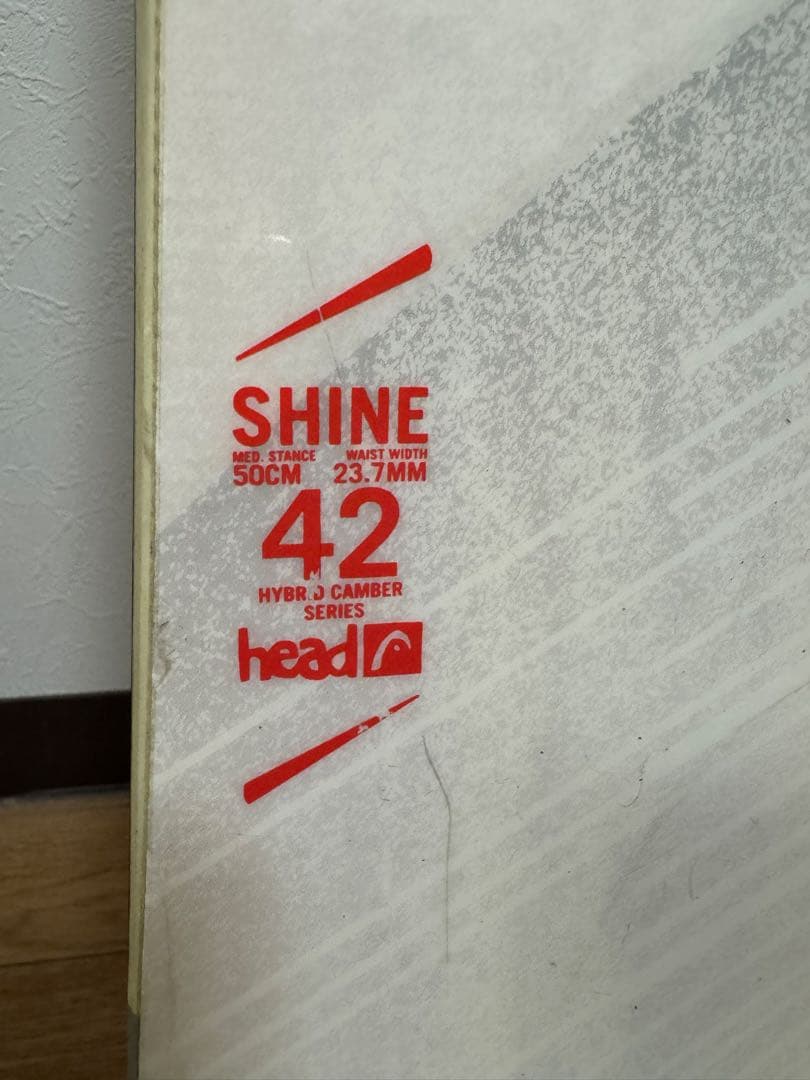 SHINE
MED. STANCE WAIST WIDTH
50CM 23.7MM
42
HYBRID CAMBER
SERIES
head